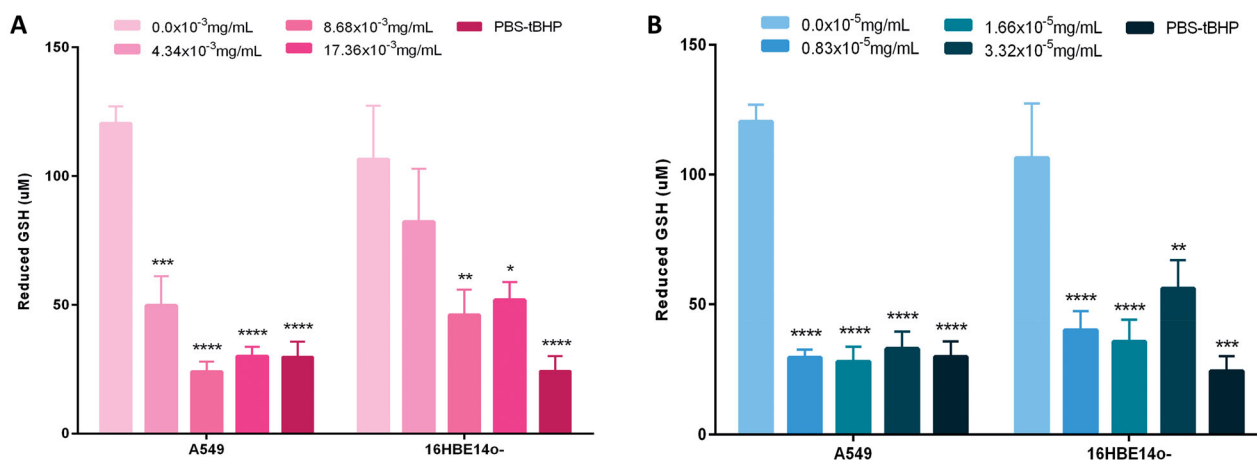 A
0.0x10⁻³mg/mL
8.68x10⁻³mg/mL
PBS-tBHP
4.34x10⁻³mg/mL
17.36x10⁻³mg/mL
150
100
50
0
Reduced GSH (uM)
***
****
****
****
**
*
****
A549
16HBE14o-
B
0.0x10⁻⁵mg/mL
1.66x10⁻⁵mg/mL
PBS-tBHP
0.83x10⁻⁵mg/mL
3.32x10⁻⁵mg/mL
150
100
50
0
Reduced GSH (uM)
****
****
****
****
****
****
**
***
A549
16HBE14o-